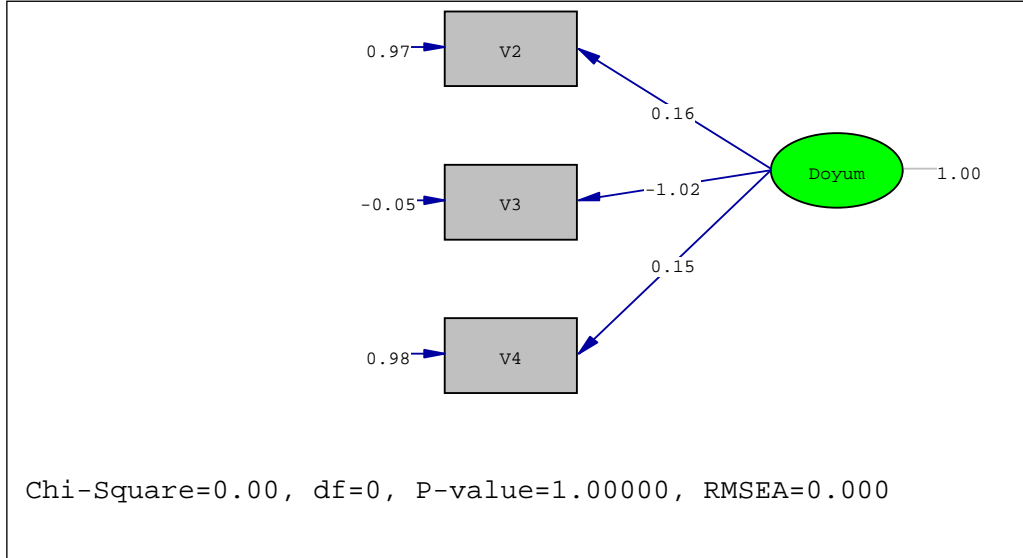 0.97
V2
0.16
Doyum
1.00
-1.02
-0.05
V3
0.15
0.98
V4
Chi-Square=0.00, df=0, P-value=1.00000, RMSEA=0.000